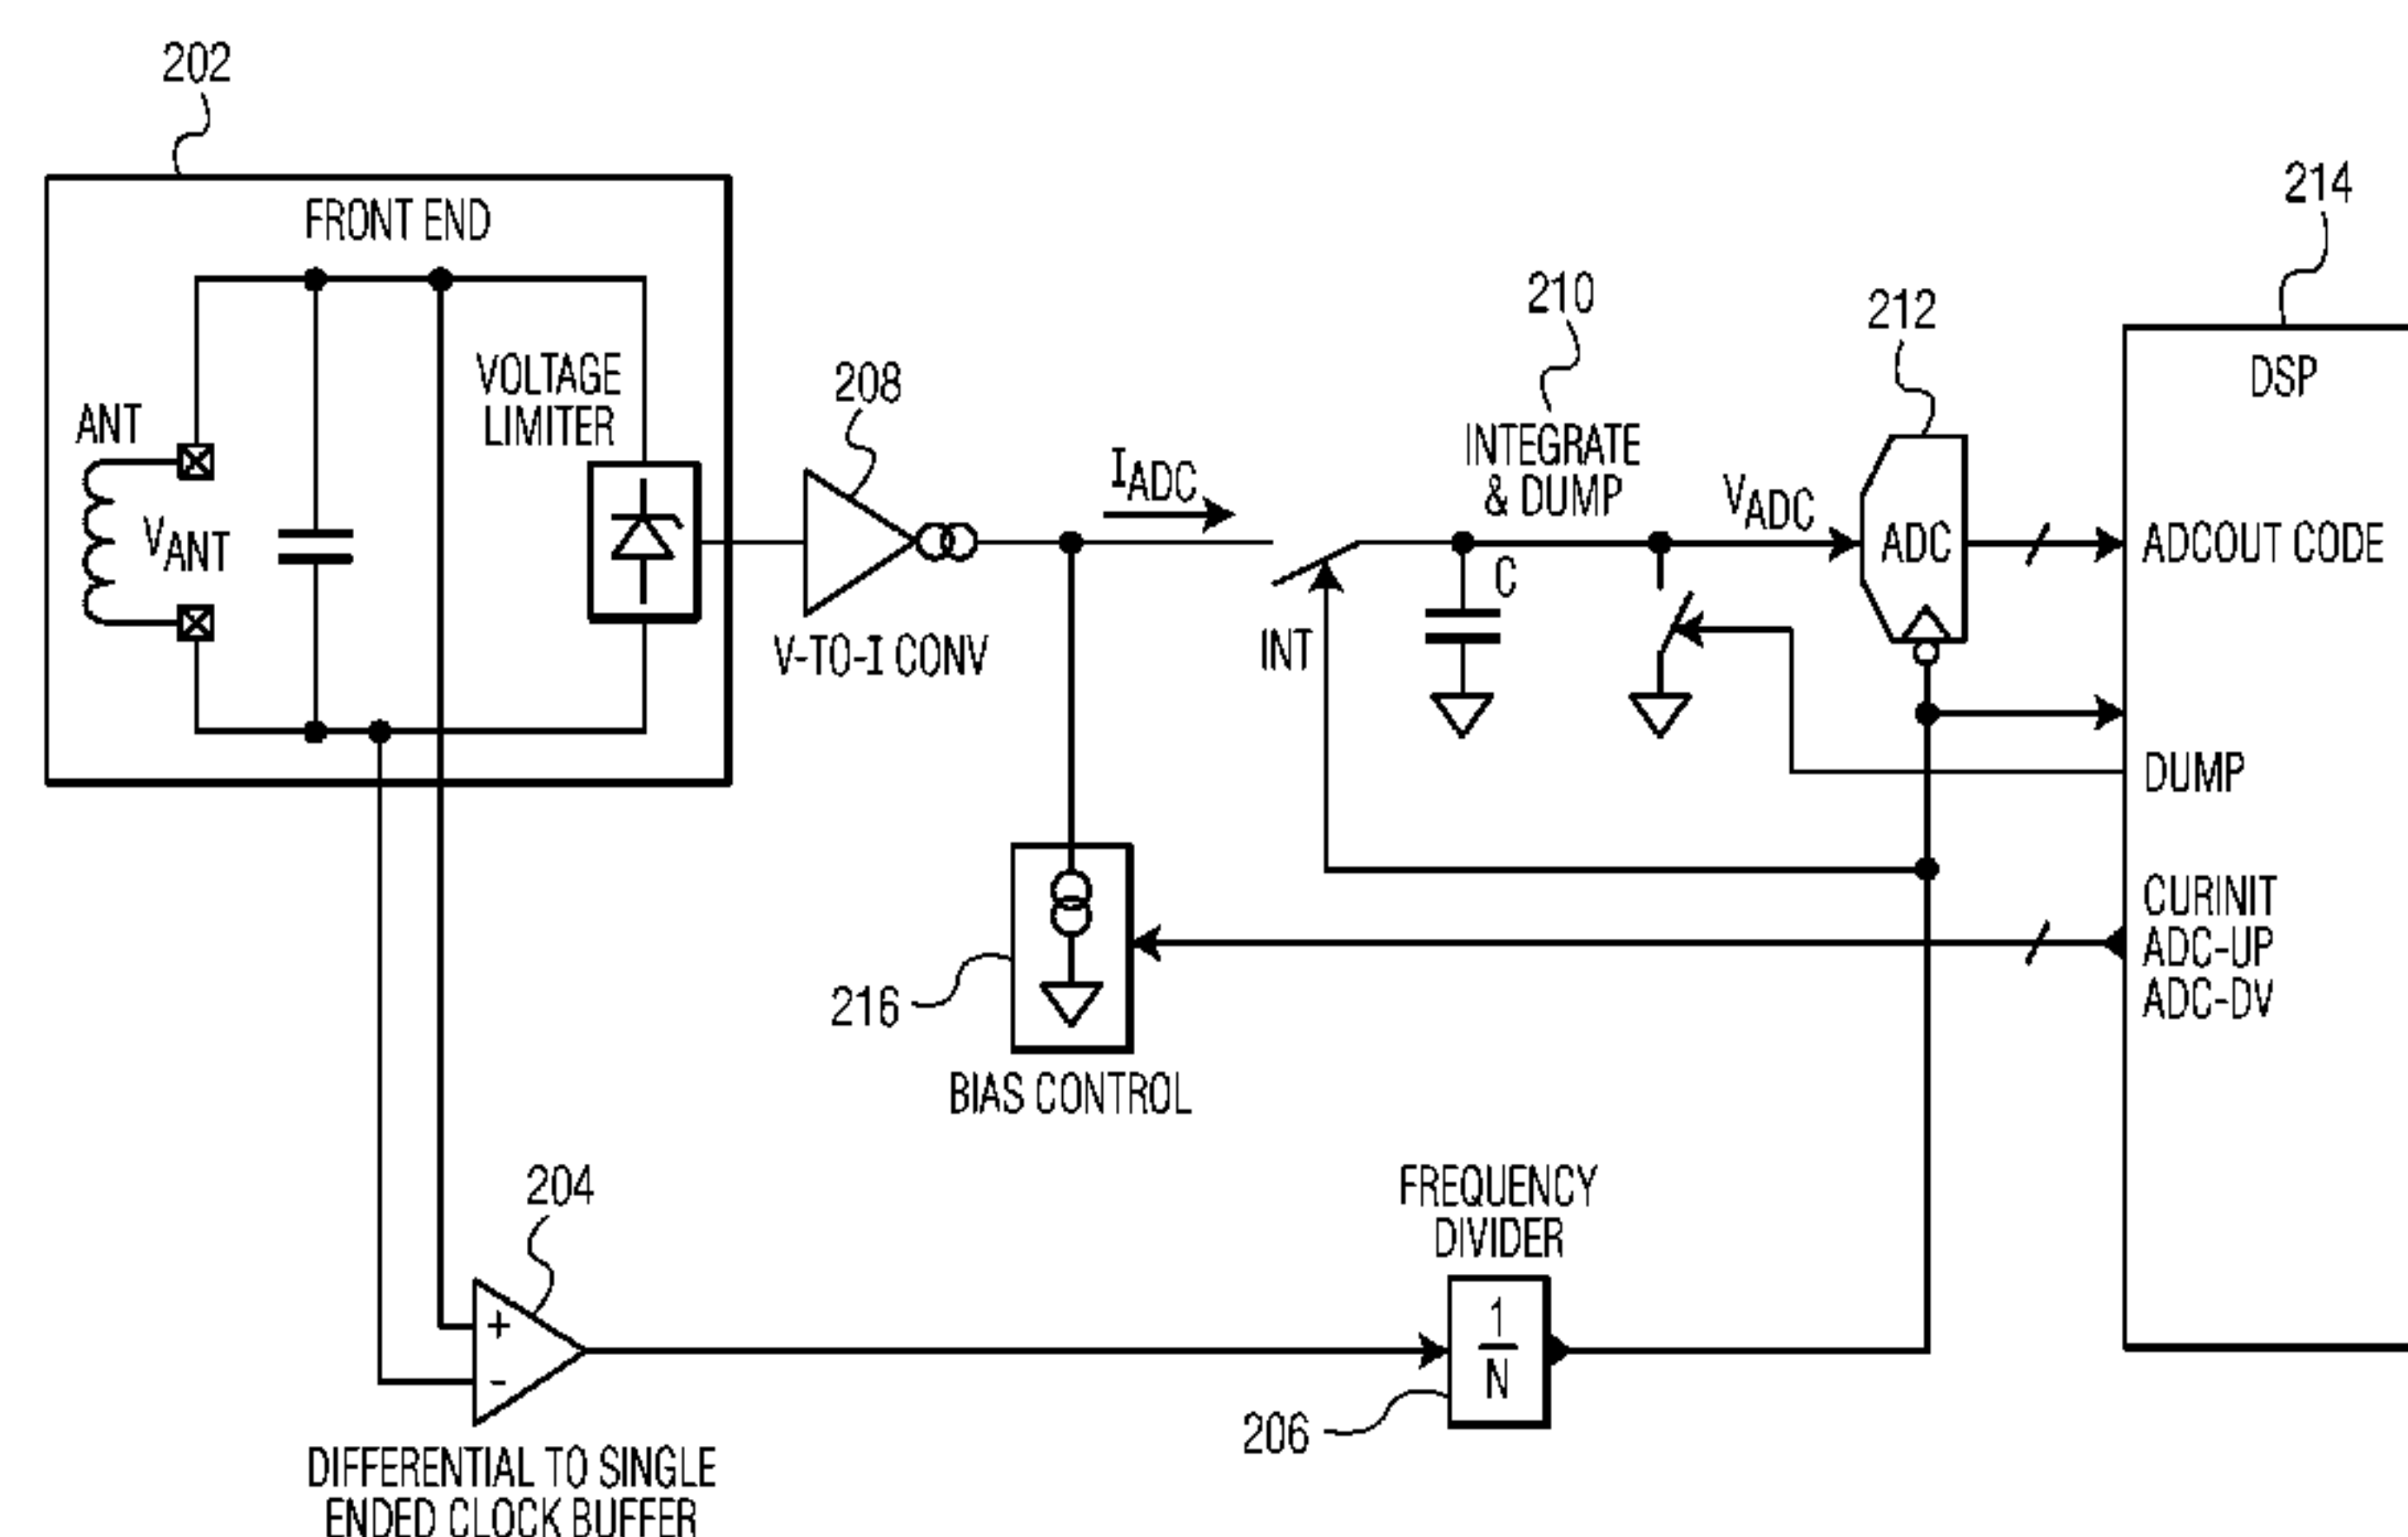 202
FRONT END
ANT
VANT
VOLTAGE
LIMITER
208
V-TO-I CONV
IADC
210
INTEGRATE
& DUMP
INT
C
VADC
212
ADC
214
DSP
ADCOUT CODE
DUMP
CURINIT
ADC-UP
ADC-DV
216
BIAS CONTROL
204
+
-
DIFFERENTIAL TO SINGLE
ENDED CLOCK BUFFER
FREQUENCY
DIVIDER
1
N
206